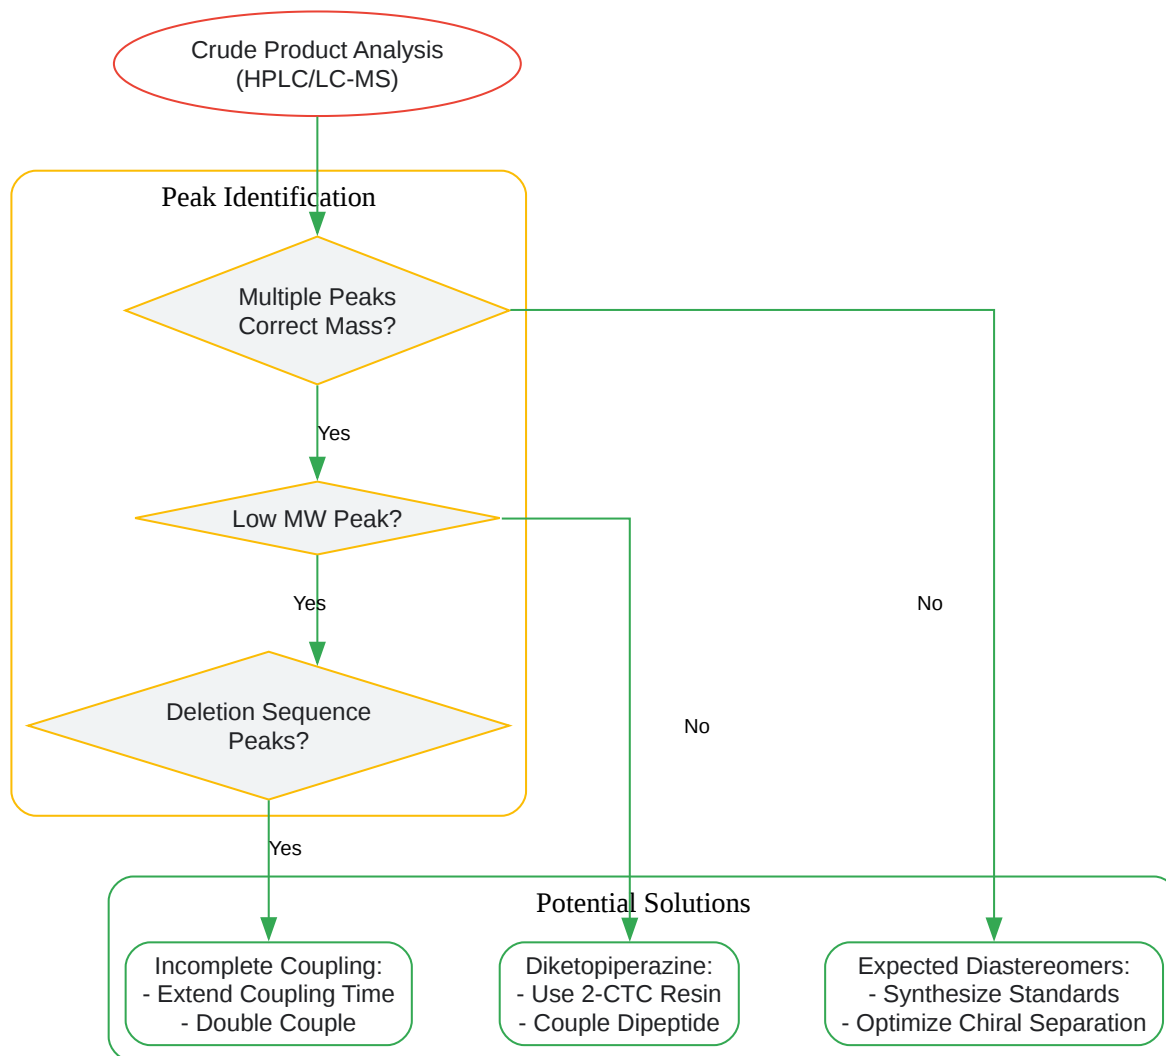 Crude Product Analysis
(HPLC/LC-MS)
Peak Identification
Multiple Peaks
Correct Mass?
Yes
Low MW Peak?
Yes
No
Deletion Sequence
Peaks?
No
Yes
Potential Solutions
Incomplete Coupling:
- Extend Coupling Time
- Double Couple
Diketopiperazine:
- Use 2-CTC Resin
- Couple Dipeptide
Expected Diastereomers:
- Synthesize Standards
- Optimize Chiral Separation